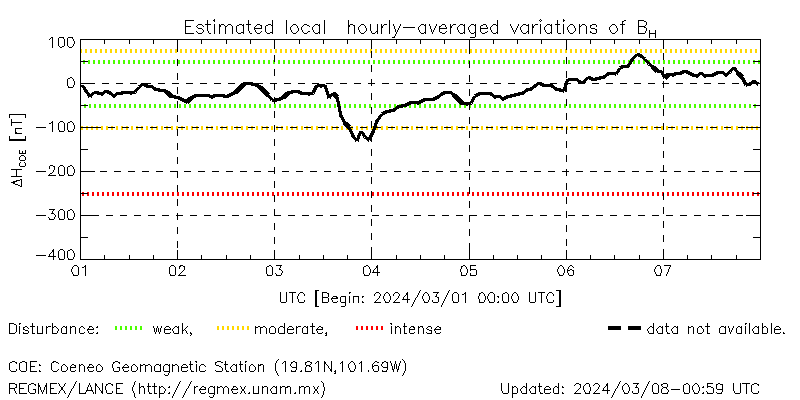 Estimated local hourly-averaged variations of BH
100
0
-100
-200
-300
-400
ΔHCOE [nT]
01 02 03 04 05 06 07
UTC [Begin: 2024/03/01 00:00 UTC]
Disturbance: weak, moderate, intense data not available.
COE: Coeneo Geomagnetic Station (19.81N,101.69W)
REGMEX/LANCE (http://regmex.unam.mx) Updated: 2024/03/08-00:59 UTC